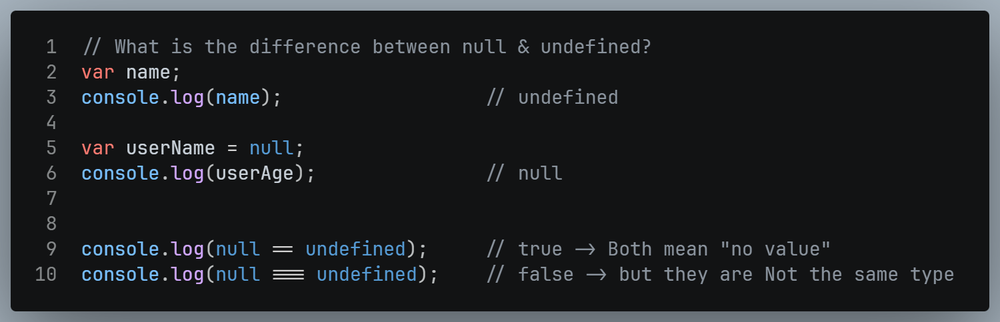 1 // What is the difference between null & undefined?
2 var name;
3 console.log(name); // undefined
4
5 var userName = null;
6 console.log(userAge); // null
7
8
9 console.log(null == undefined); // true -> Both mean "no value"
10 console.log(null === undefined); // false -> but they are Not the same type